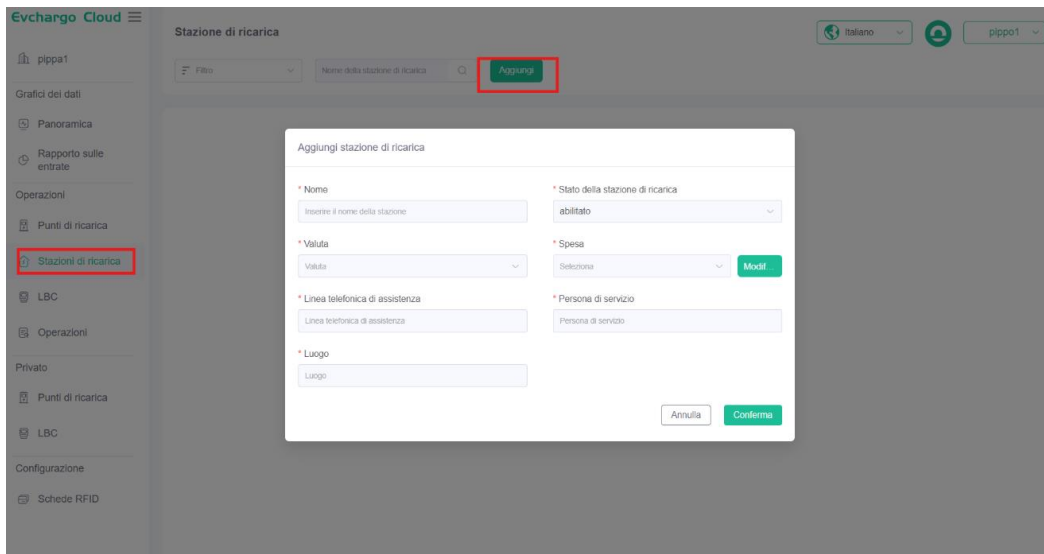 Evchargo Cloud
Stazione di ricarica
Italiano
pippo1
pippa1
Filtro
Nome della stazione di ricarica
Aggiungi
Grafici dei dati
Panoramica
Rapporto sulle
entrate
Operazioni
Punti di ricarica
Stazioni di ricarica
LBC
Operazioni
Privato
Punti di ricarica
LBC
Configurazione
Schede RFID
Aggiungi stazione di ricarica
* Nome
Inserire il nome della stazione
* Stato della stazione di ricarica
abilitato
* Valuta
Valuta
* Spesa
Seleziona
Modif...
* Linea telefonica di assistenza
Linea telefonica di assistenza
* Persona di servizio
Persona di servizio
* Luogo
Luogo
Annulla
Conferma